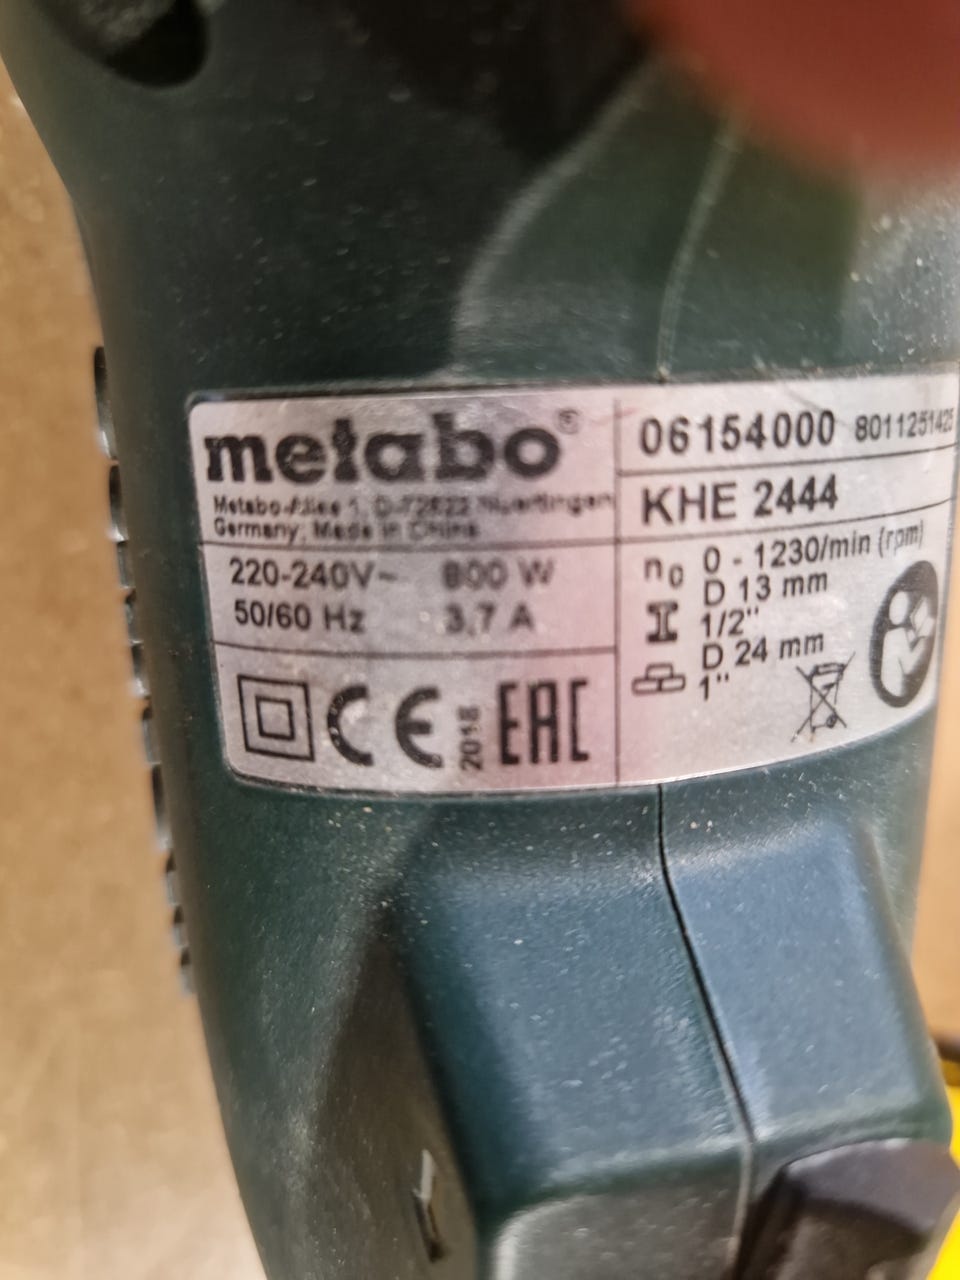 metabo®
Metabo-Allee 1, D-72622 Nuertingen
Germany; Made in China
220-240V~ 800 W
50/60 Hz 3,7 A
CE
2018
EAC
06154000 8011251425
KHE 2444
n0 0 - 1230/min (rpm)
D 13 mm
1/2"
D 24 mm
1"